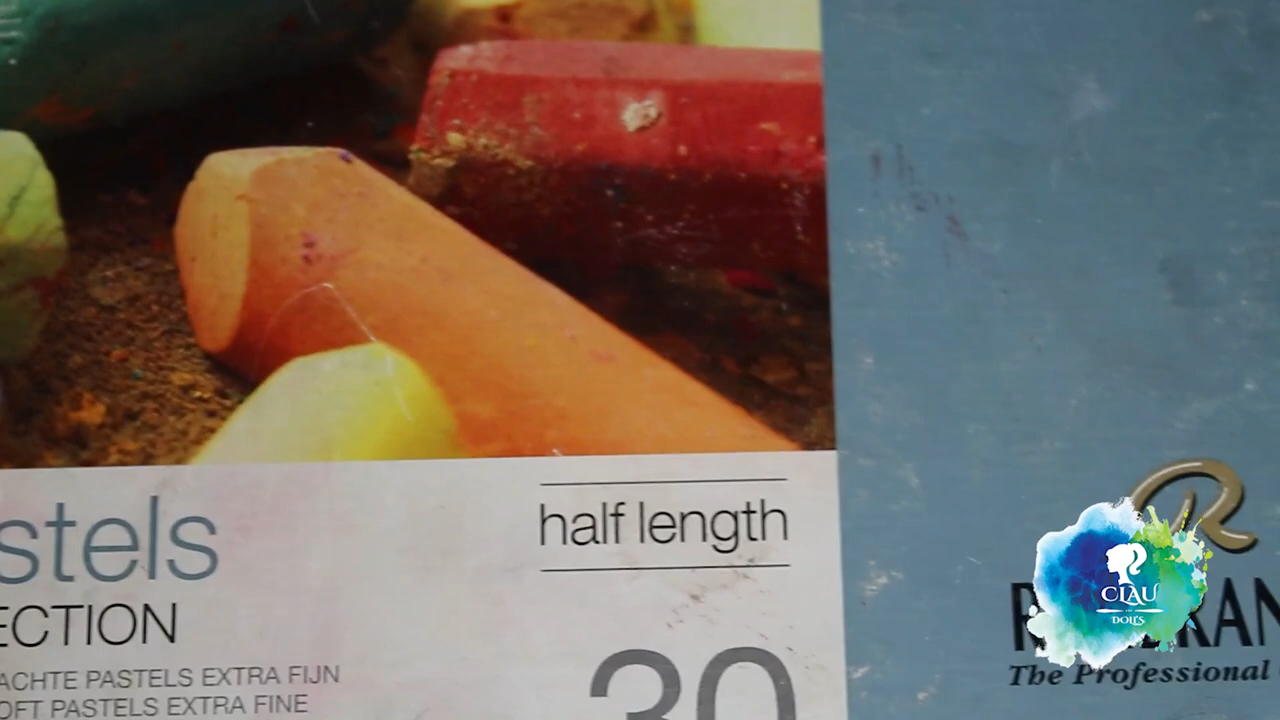 stels
ECTION
ACHTE PASTELS EXTRA FIJN
OFT PASTELS EXTRA FINE
half length
30
R
The Professional
CLAU
DOLLS